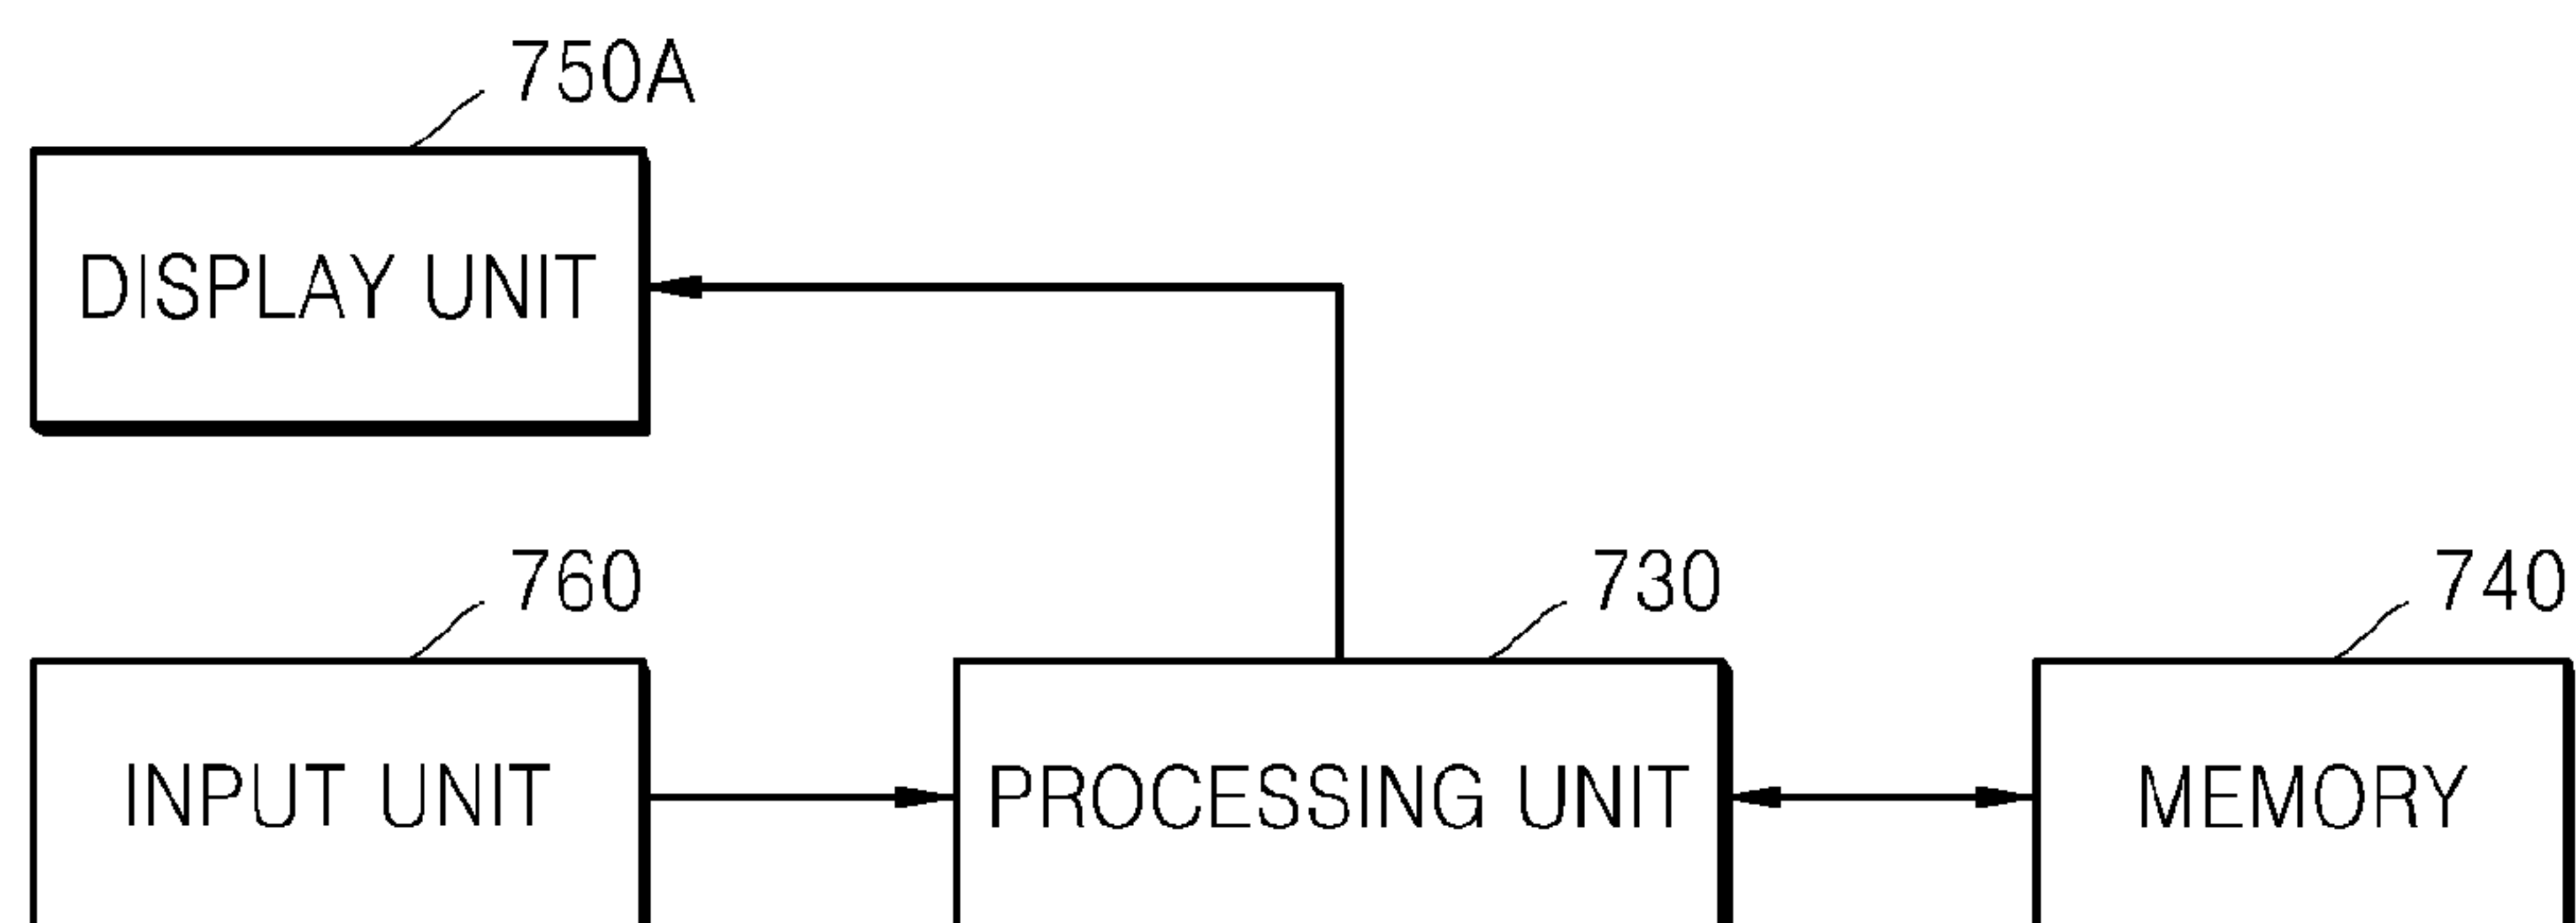 750A
DISPLAY UNIT
760
730
740
INPUT UNIT
PROCESSING UNIT
MEMORY